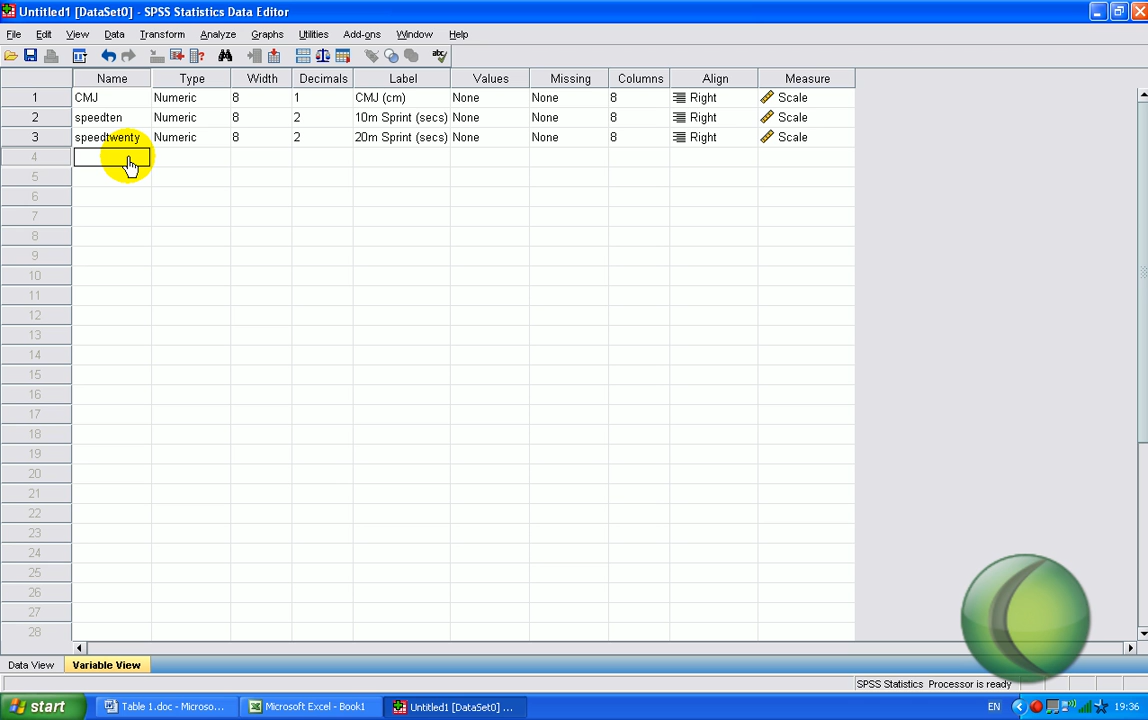 Untitled1 [DataSet0] - SPSS Statistics Data Editor
File Edit View Data Transform Analyze Graphs Utilities Add-ons Window Help
Name Type Width Decimals Label Values Missing Columns Align Measure
1 CMJ Numeric 8 1 CMJ (cm) None None 8 Right Scale
2 speedten Numeric 8 2 10m Sprint (secs) None None 8 Right Scale
3 speedtwenty Numeric 8 2 20m Sprint (secs) None None 8 Right Scale
4
5
6
7
8
9
10
11
12
13
14
15
16
17
18
19
20
21
22
23
24
25
26
27
28
Data View Variable View
SPSS Statistics Processor is ready
start Table 1.doc - Microso... Microsoft Excel - Book1 Untitled1 [DataSet0] ... EN 19:36